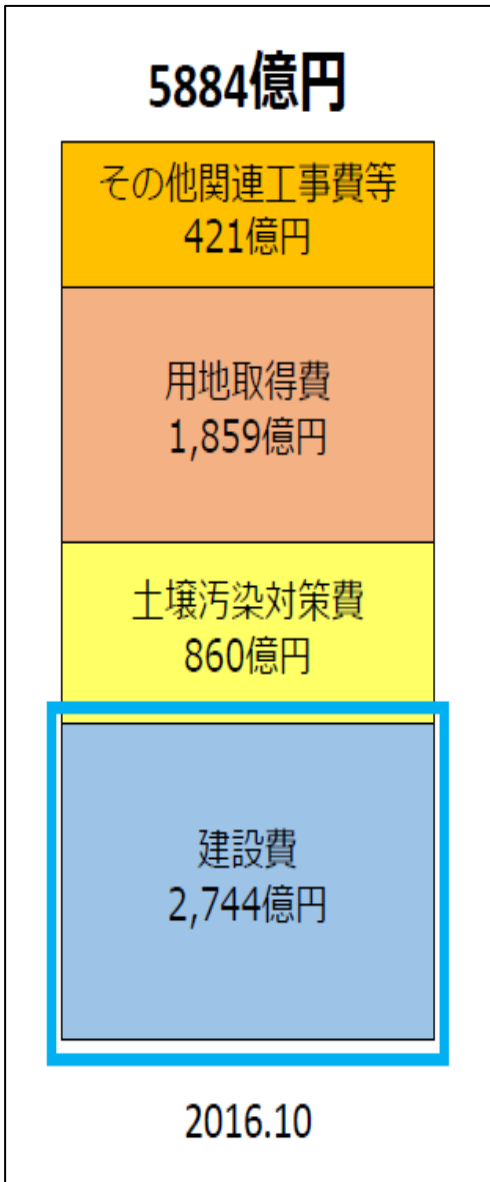 5884億円
その他関連工事費等
421億円
用地取得費
1,859億円
土壌汚染対策費
860億円
建設費
2,744億円
2016.10